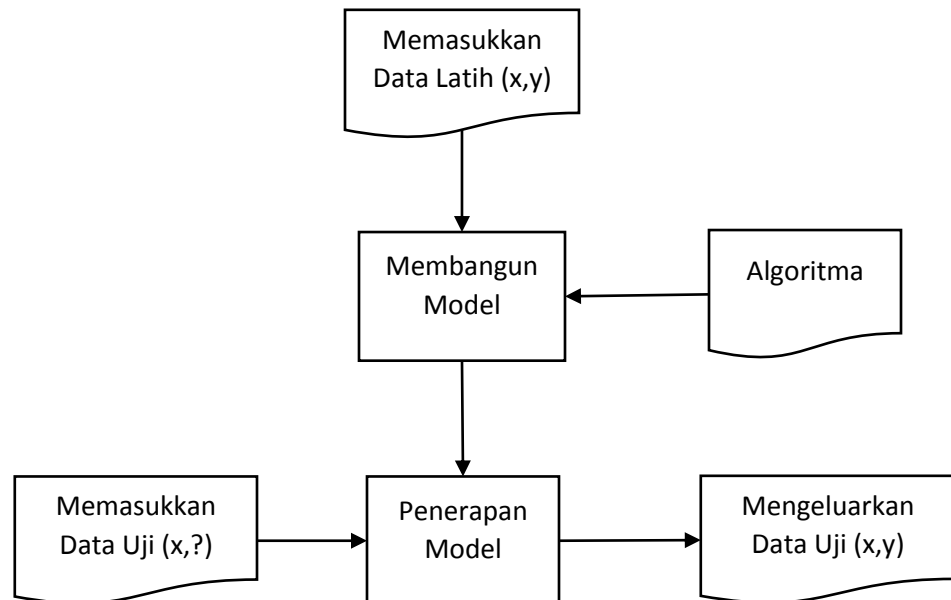 Memasukkan
Data Latih (x,y)
Membangun
Model
Algoritma
Memasukkan
Data Uji (x,?)
Penerapan
Model
Mengeluarkan
Data Uji (x,y)